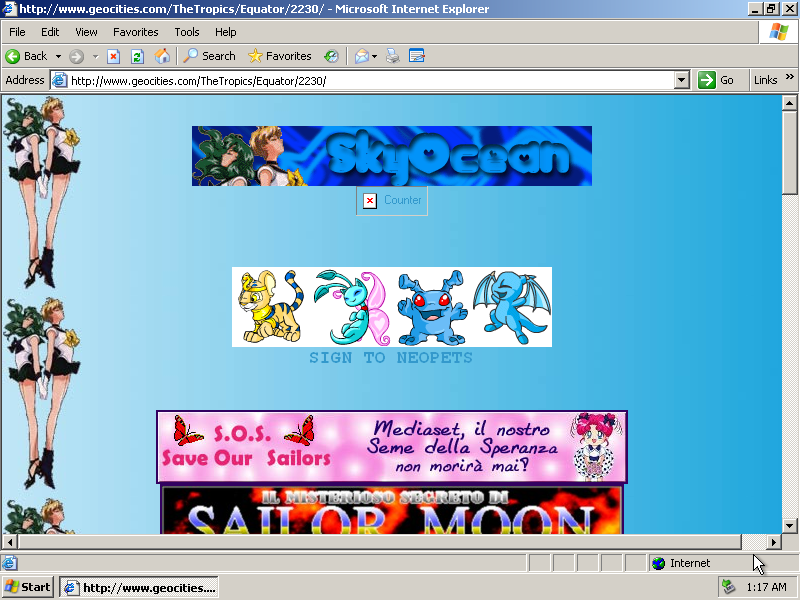 http://www.geocities.com/TheTropics/Equator/2230/ - Microsoft Internet Explorer
File Edit View Favorites Tools Help
Back Search Favorites
Address http://www.geocities.com/TheTropics/Equator/2230/ Go Links »
SkyOcean
Counter
SIGN TO NEOPETS
S.O.S.
Save Our Sailors
Mediaset, il nostro
Seme della Speranza
non morirà mai?
IL MISTERIOSO SEGRETO DI
SAILOR MOON
Internet
Start http://www.geocities.... 1:17 AM